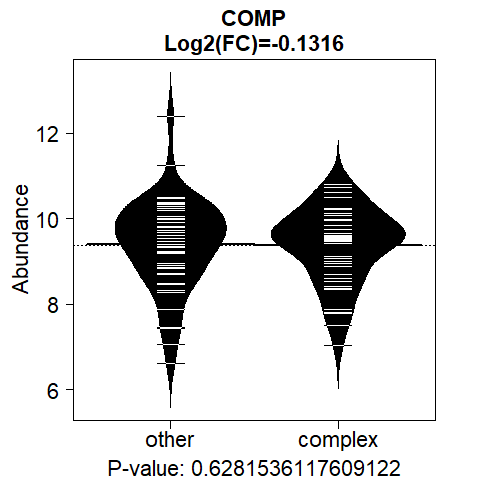 COMP
Log2(FC)=-0.1316
Abundance
12
10
8
6
other complex
P-value: 0.6281536117609122